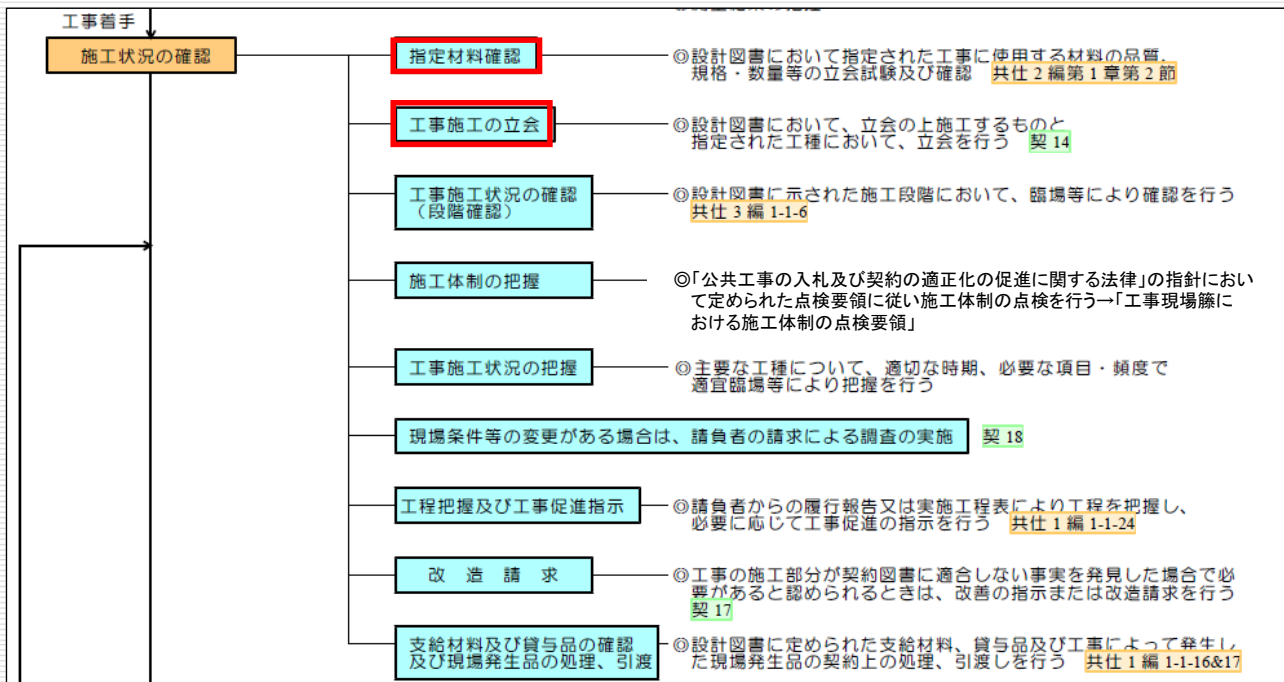 工事着手
施工状況の確認
指定材料確認
◎設計図書において指定された工事に使用する材料の品質、
規格・数量等の立会試験及び確認 共仕 2 編第 1 章第 2 節
工事施工の立会
◎設計図書において、立会の上施工するものと
指定された工種において、立会を行う 契 14
工事施工状況の確認
（段階確認）
◎設計図書に示された施工段階において、臨場等により確認を行う
共仕 3 編 1-1-6
施工体制の把握
◎「公共工事の入札及び契約の適正化の促進に関する法律」の指針におい
て定められた点検要領に従い施工体制の点検を行う→「工事現場籐に
おける施工体制の点検要領」
工事施工状況の把握
◎主要な工種について、適切な時期、必要な項目・頻度で
適宜臨場等により把握を行う
現場条件等の変更がある場合は、請負者の請求による調査の実施 契 18
工程把握及び工事促進指示
◎請負者からの履行報告又は実施工程表により工程を把握し、
必要に応じて工事促進の指示を行う 共仕 1 編 1-1-24
改 造 請 求
◎工事の施工部分が契約図書に適合しない事実を発見した場合で必
要があると認められるときは、改善の指示または改造請求を行う
契 17
支給材料及び貸与品の確認
及び現場発生品の処理、引渡
◎設計図書に定められた支給材料、貸与品及び工事によって発生し
た現場発生品の契約上の処理、引渡しを行う 共仕 1 編 1-1-16&17